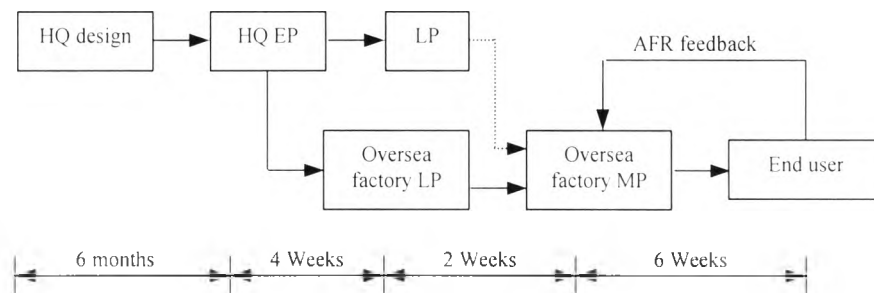 HQ design
HQ EP
LP
AFR feedback
Oversea
factory LP
Oversea
factory MP
End user
6 months
4 Weeks
2 Weeks
6 Weeks